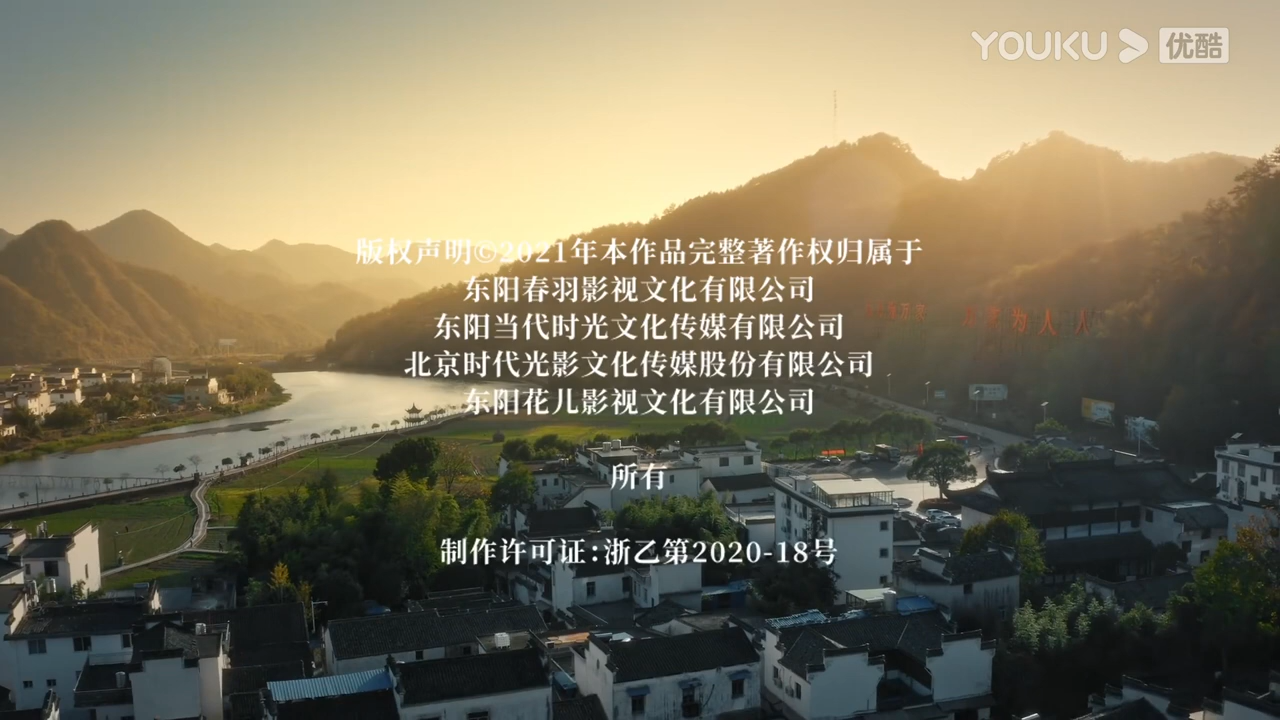 YOUKU 优酷
版权声明©2021年本作品完整著作权归属于
东阳春羽影视文化有限公司
东阳当代时光文化传媒有限公司
北京时代光影文化传媒股份有限公司
东阳花儿影视文化有限公司
所有
制作许可证:浙乙第2020-18号